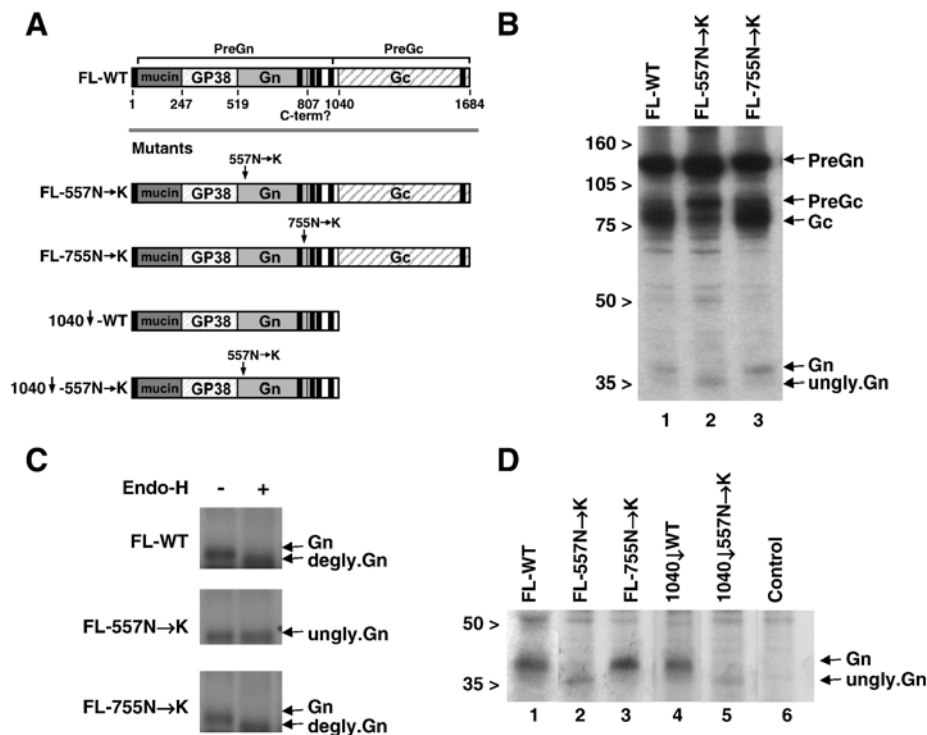 A
PreGn PreGc
FL-WT mucin GP38 Gn Gc
1 247 519 807 1040 1684
C-term?
Mutants
557N→K
FL-557N→K mucin GP38 Gn Gc
755N→K
FL-755N→K mucin GP38 Gn Gc
1040↓-WT mucin GP38 Gn
557N→K
1040↓-557N→K mucin GP38 Gn
B
FL-WT
FL-557N→K
FL-755N→K
160 >
PreGn
105 >
PreGc
75 >
Gc
50 >
Gn
35 >
ungly.Gn
1 2 3
C
Endo-H - +
FL-WT
Gn
degly.Gn
FL-557N→K
ungly.Gn
FL-755N→K
Gn
degly.Gn
D
FL-WT
FL-557N→K
FL-755N→K
1040↓WT
1040↓557N→K
Control
50 >
Gn
35 >
ungly.Gn
1 2 3 4 5 6